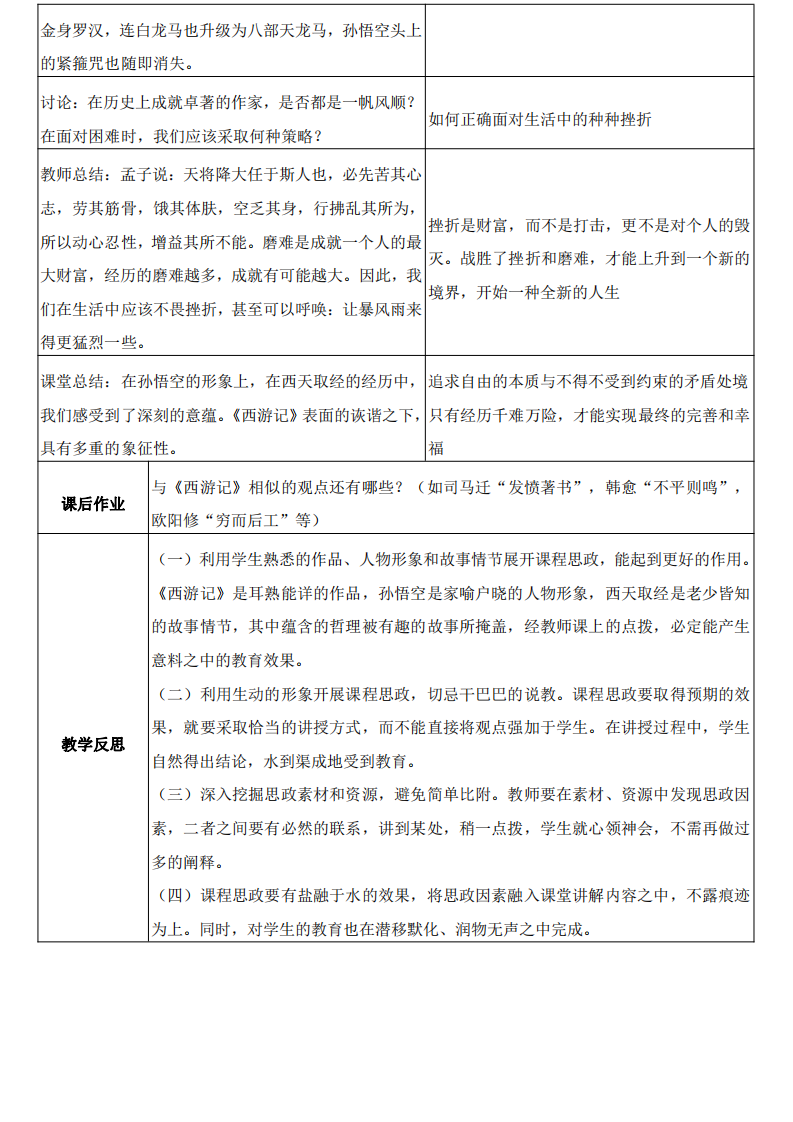 金身罗汉，连白龙马也升级为八部天龙马，孙悟空头上
的紧箍咒也随即消失。
讨论：在历史上成就卓著的作家，是否都是一帆风顺？
在面对困难时，我们应该采取何种策略？
如何正确面对生活中的种种挫折
教师总结：孟子说：天将降大任于斯人也，必先苦其心
志，劳其筋骨，饿其体肤，空乏其身，行拂乱其所为，
所以动心忍性，增益其所不能。磨难是成就一个人的最
大财富，经历的磨难越多，成就有可能越大。因此，我
们在生活中应该不畏挫折，甚至可以呼唤：让暴风雨来
得更猛烈一些。
挫折是财富，而不是打击，更不是对个人的毁
灭。战胜了挫折和磨难，才能上升到一个新的
境界，开始一种全新的人生
课堂总结：在孙悟空的形象上，在西天取经的经历中，
我们感受到了深刻的意蕴。《西游记》表面的诙谐之下，
具有多重的象征性。
追求自由的本质与不得不受到约束的矛盾处境
只有经历千难万险，才能实现最终的完善和幸
福
课后作业
与《西游记》相似的观点还有哪些？（如司马迁“发愤著书”，韩愈“不平则鸣”，
欧阳修“穷而后工”等）
教学反思
（一）利用学生熟悉的作品、人物形象和故事情节展开课程思政，能起到更好的作用。
《西游记》是耳熟能详的作品，孙悟空是家喻户晓的人物形象，西天取经是老少皆知
的故事情节，其中蕴含的哲理被有趣的故事所掩盖，经教师课上的点拨，必定能产生
意料之中的教育效果。
（二）利用生动的形象开展课程思政，切忌干巴巴的说教。课程思政要取得预期的效
果，就要采取恰当的讲授方式，而不能直接将观点强加于学生。在讲授过程中，学生
自然得出结论，水到渠成地受到教育。
（三）深入挖掘思政素材和资源，避免简单比附。教师要在素材、资源中发现思政因
素，二者之间要有必然的联系，讲到某处，稍一点拨，学生就心领神会，不需再做过
多的阐释。
（四）课程思政要有盐融于水的效果，将思政因素融入课堂讲解内容之中，不露痕迹
为上。同时，对学生的教育也在潜移默化、润物无声之中完成。